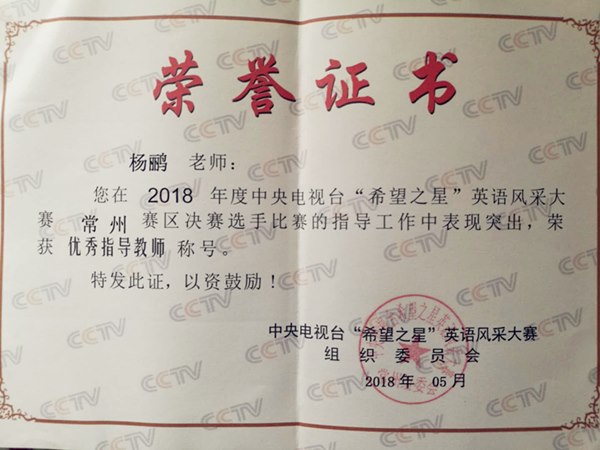 荣誉证书
杨鹂 老师：
您在 2018 年度中央电视台“希望之星”英语风采大
赛 常州 赛区决赛选手比赛的指导工作中表现突出，荣
获 优秀指导教师 称号。
特发此证，以资鼓励！
中央电视台“希望之星”英语风采大赛
组织委员会
2018 年 05 月
CCTV